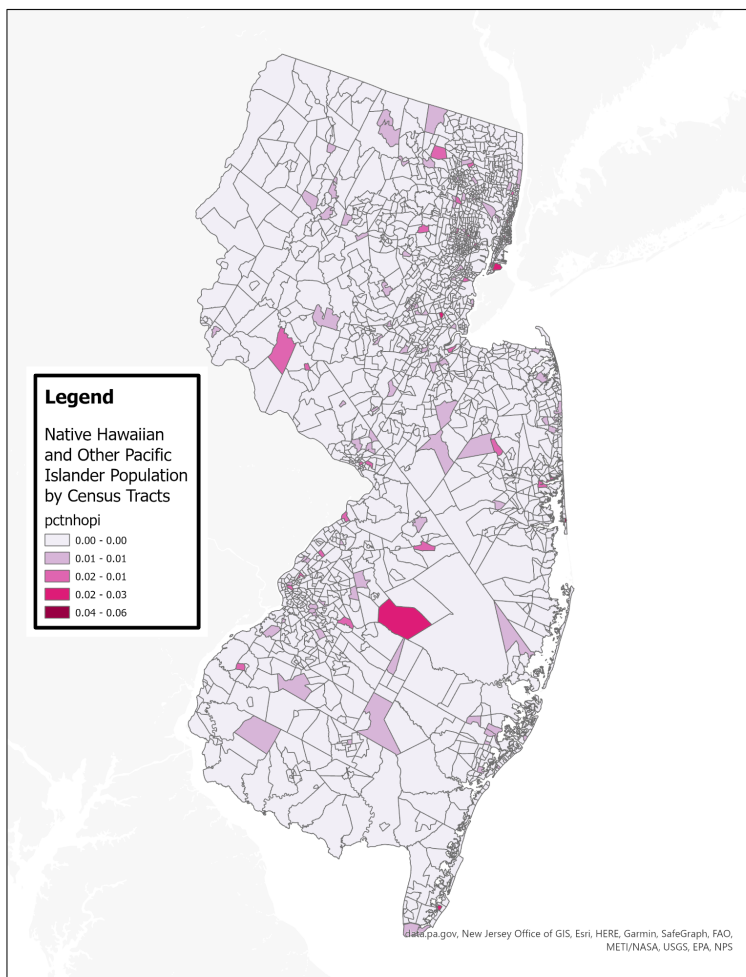 Legend
Native Hawaiian
and Other Pacific
Islander Population
by Census Tracts
pctnhopi
0.00 - 0.00
0.01 - 0.01
0.02 - 0.01
0.02 - 0.03
0.04 - 0.06
data.pa.gov, New Jersey Office of GIS, Esri, HERE, Garmin, SafeGraph, FAO,
METI/NASA, USGS, EPA, NPS